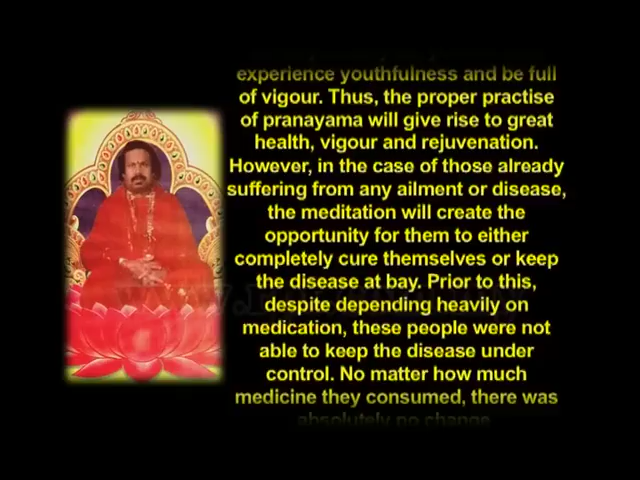 experience youthfulness and be full
of vigour. Thus, the proper practise
of pranayama will give rise to great
health, vigour and rejuvenation.
However, in the case of those already
suffering from any ailment or disease,
the meditation will create the
opportunity for them to either
completely cure themselves or keep
the disease at bay. Prior to this,
despite depending heavily on
medication, these people were not
able to keep the disease under
control. No matter how much
medicine they consumed, there was
absolutely no change